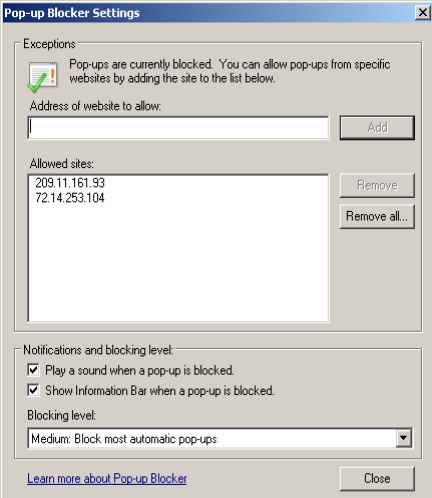 Pop-up Blocker Settings
Exceptions
Pop-ups are currently blocked. You can allow pop-ups from specific
websites by adding the site to the list below.
Address of website to allow:
Add
Allowed sites:
209.11.161.93
72.14.253.104
Remove
Remove all...
Notifications and blocking level:
Play a sound when a pop-up is blocked.
Show Information Bar when a pop-up is blocked.
Blocking level:
Medium: Block most automatic pop-ups
Learn more about Pop-up Blocker
Close